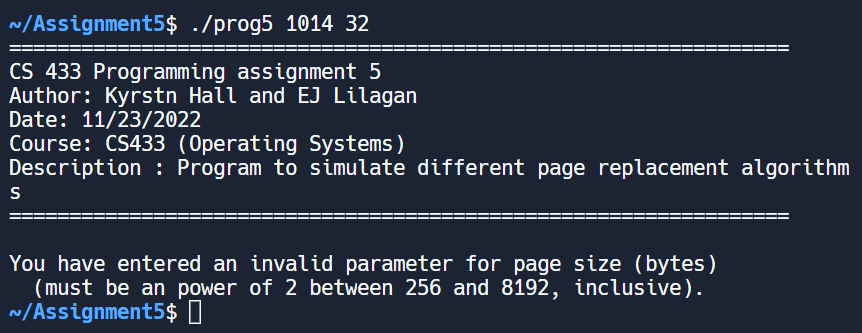 ~/Assignment5$ ./prog5 1014 32
=================================================================
CS 433 Programming assignment 5
Author: Kyrstn Hall and EJ Lilagan
Date: 11/23/2022
Course: CS433 (Operating Systems)
Description : Program to simulate different page replacement algorithm
s
=================================================================

You have entered an invalid parameter for page size (bytes)
  (must be an power of 2 between 256 and 8192, inclusive).
~/Assignment5$